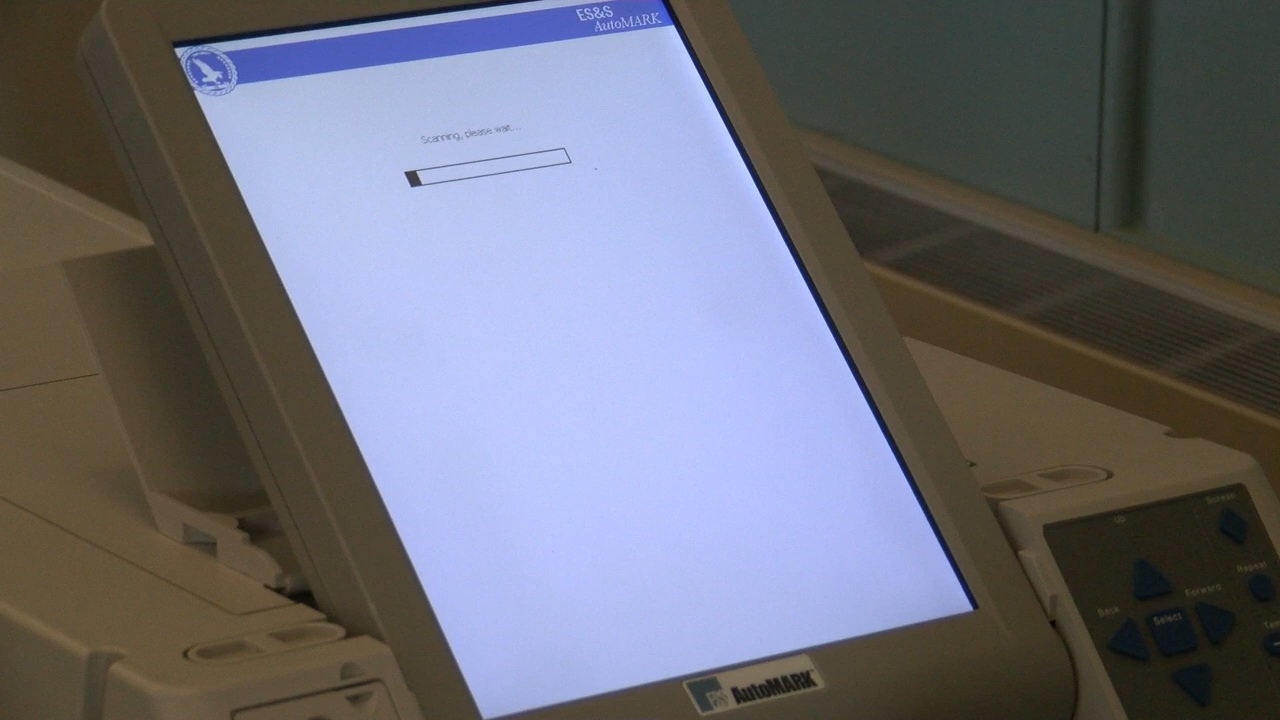 ES&S
AutoMARK
Scanning, please wait...
AutoMARK
Screen
Up
Repeat
Forward
Back
Select